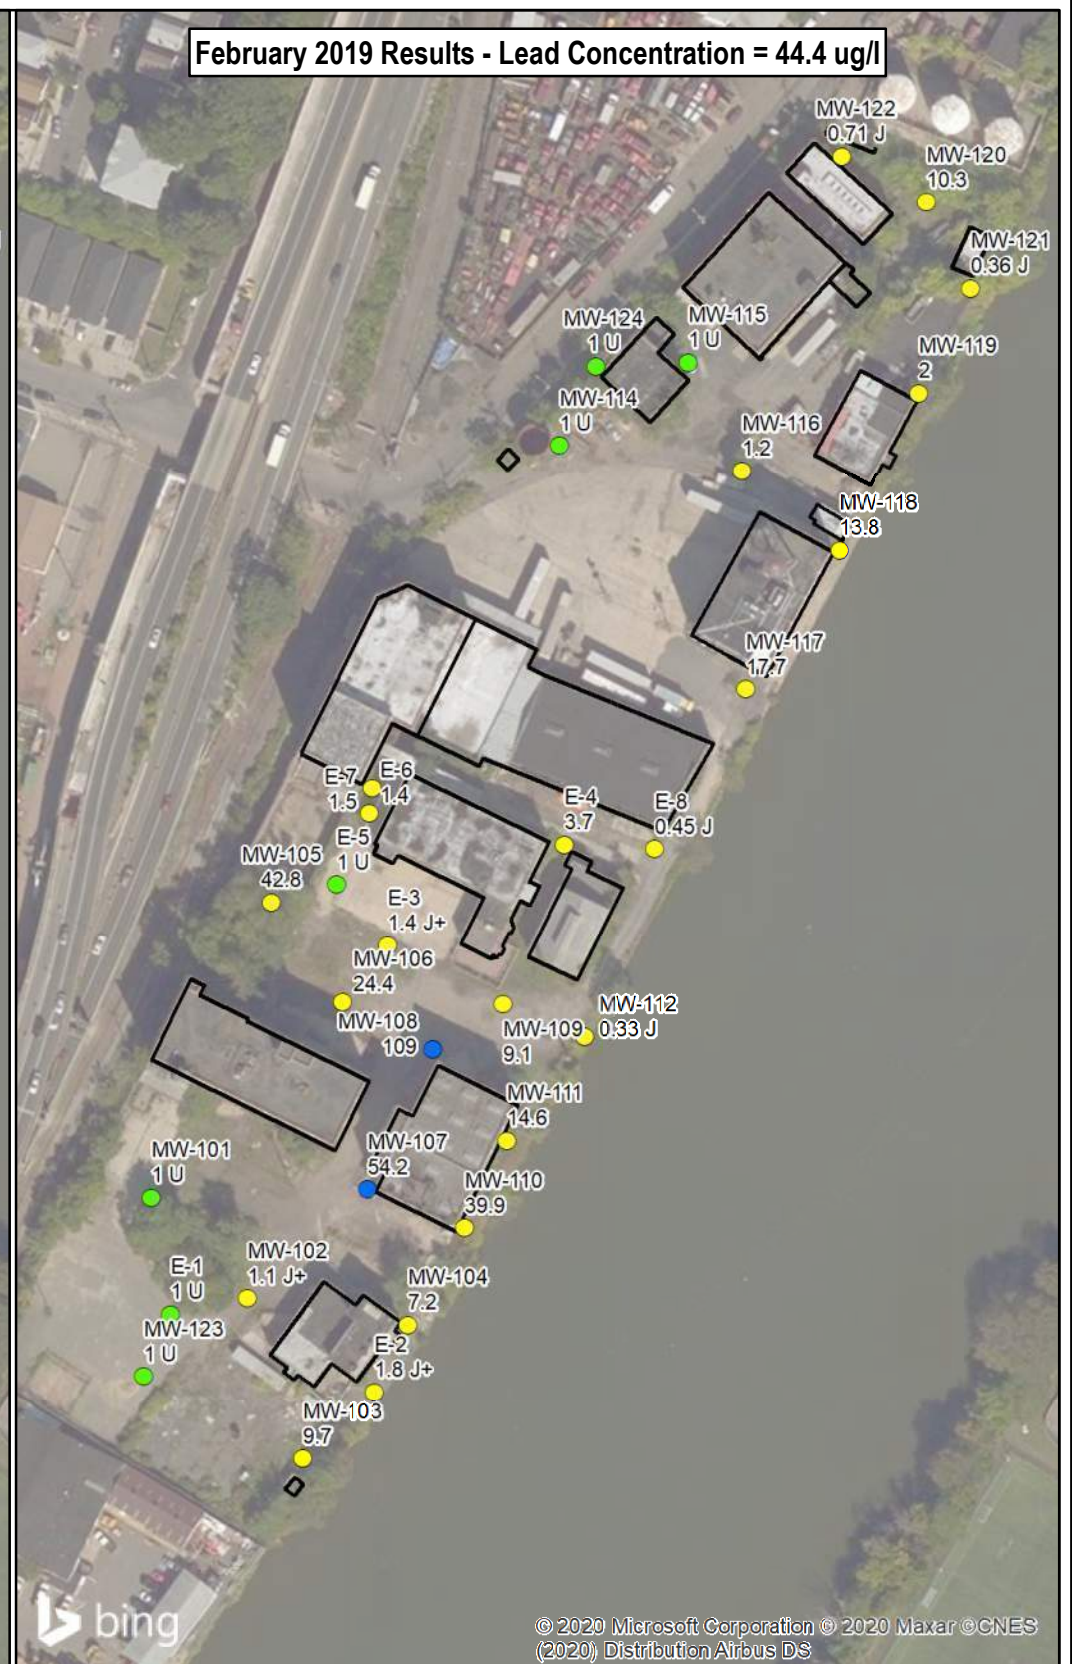 February 2019 Results - Lead Concentration = 44.4 ug/l
MW-122
0.71 J
MW-120
10.3
MW-121
0.36 J
MW-124
1 U
MW-115
1 U
MW-119
2
MW-114
1 U
MW-116
1.2
MW-118
13.8
MW-117
17.7
E-7
1.5
E-6
1.4
E-4
3.7
E-8
0.45 J
E-5
1 U
MW-105
42.8
E-3
1.4 J+
MW-106
24.4
MW-108
109
MW-109
9.1
MW-112
0.33 J
MW-111
14.6
MW-107
54.2
MW-101
1 U
MW-110
39.9
MW-102
1.1 J+
E-1
1 U
MW-104
7.2
MW-123
1 U
E-2
1.8 J+
MW-103
9.7
bing
© 2020 Microsoft Corporation © 2020 Maxar ©CNES
(2020) Distribution Airbus DS